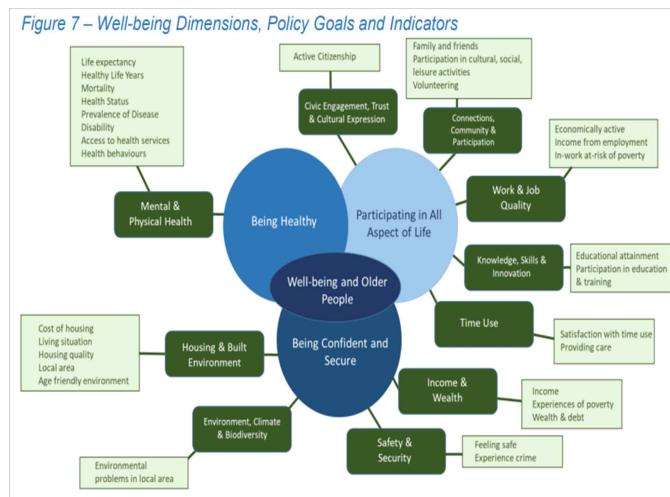 Figure 7 – Well-being Dimensions, Policy Goals and Indicators
Life expectancy
Healthy Life Years
Mortality
Health Status
Prevalence of Disease
Disability
Access to health services
Health behaviours
Active Citizenship
Family and friends
Participation in cultural, social,
leisure activities
Volunteering
Civic Engagement, Trust
& Cultural Expression
Connections,
Community &
Participation
Economically active
Income from employment
In-work at-risk of poverty
Mental &
Physical Health
Being Healthy
Participating in All
Aspect of Life
Work & Job
Quality
Knowledge, Skills &
Innovation
Educational attainment
Participation in education
& training
Well-being and Older
People
Time Use
Satisfaction with time use
Providing care
Cost of housing
Living situation
Housing quality
Local area
Age friendly environment
Housing & Built
Environment
Being Confident and
Secure
Income &
Wealth
Income
Experiences of poverty
Wealth & debt
Environment, Climate
& Biodiversity
Safety &
Security
Feeling safe
Experience crime
Environmental
problems in local area